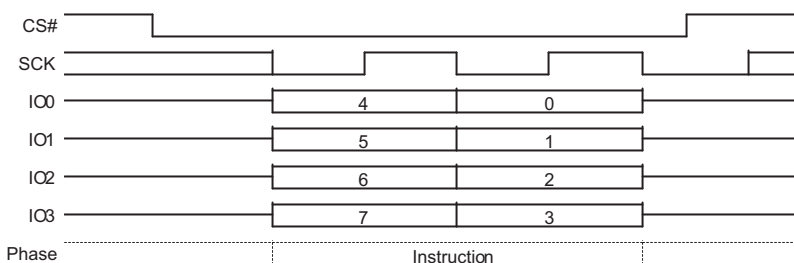 CS#
SCK
IO0 4 0
IO1 5 1
IO2 6 2
IO3 7 3
Phase Instruction